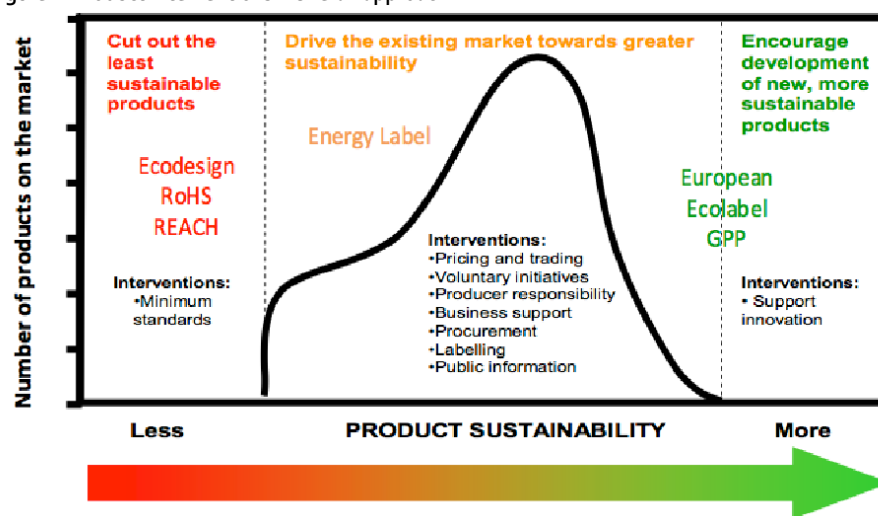 Cut out the
least
sustainable
products
Drive the existing market towards greater
sustainability
Encourage
development
of new, more
sustainable
products
Energy Label
Ecodesign
RoHS
REACH
European
Ecolabel
GPP
Interventions:
•Minimum
standards
Interventions:
•Pricing and trading
•Voluntary initiatives
•Producer responsibility
•Business support
•Procurement
•Labelling
•Public information
Interventions:
• Support
innovation
Number of products on the market
Less
PRODUCT SUSTAINABILITY
More